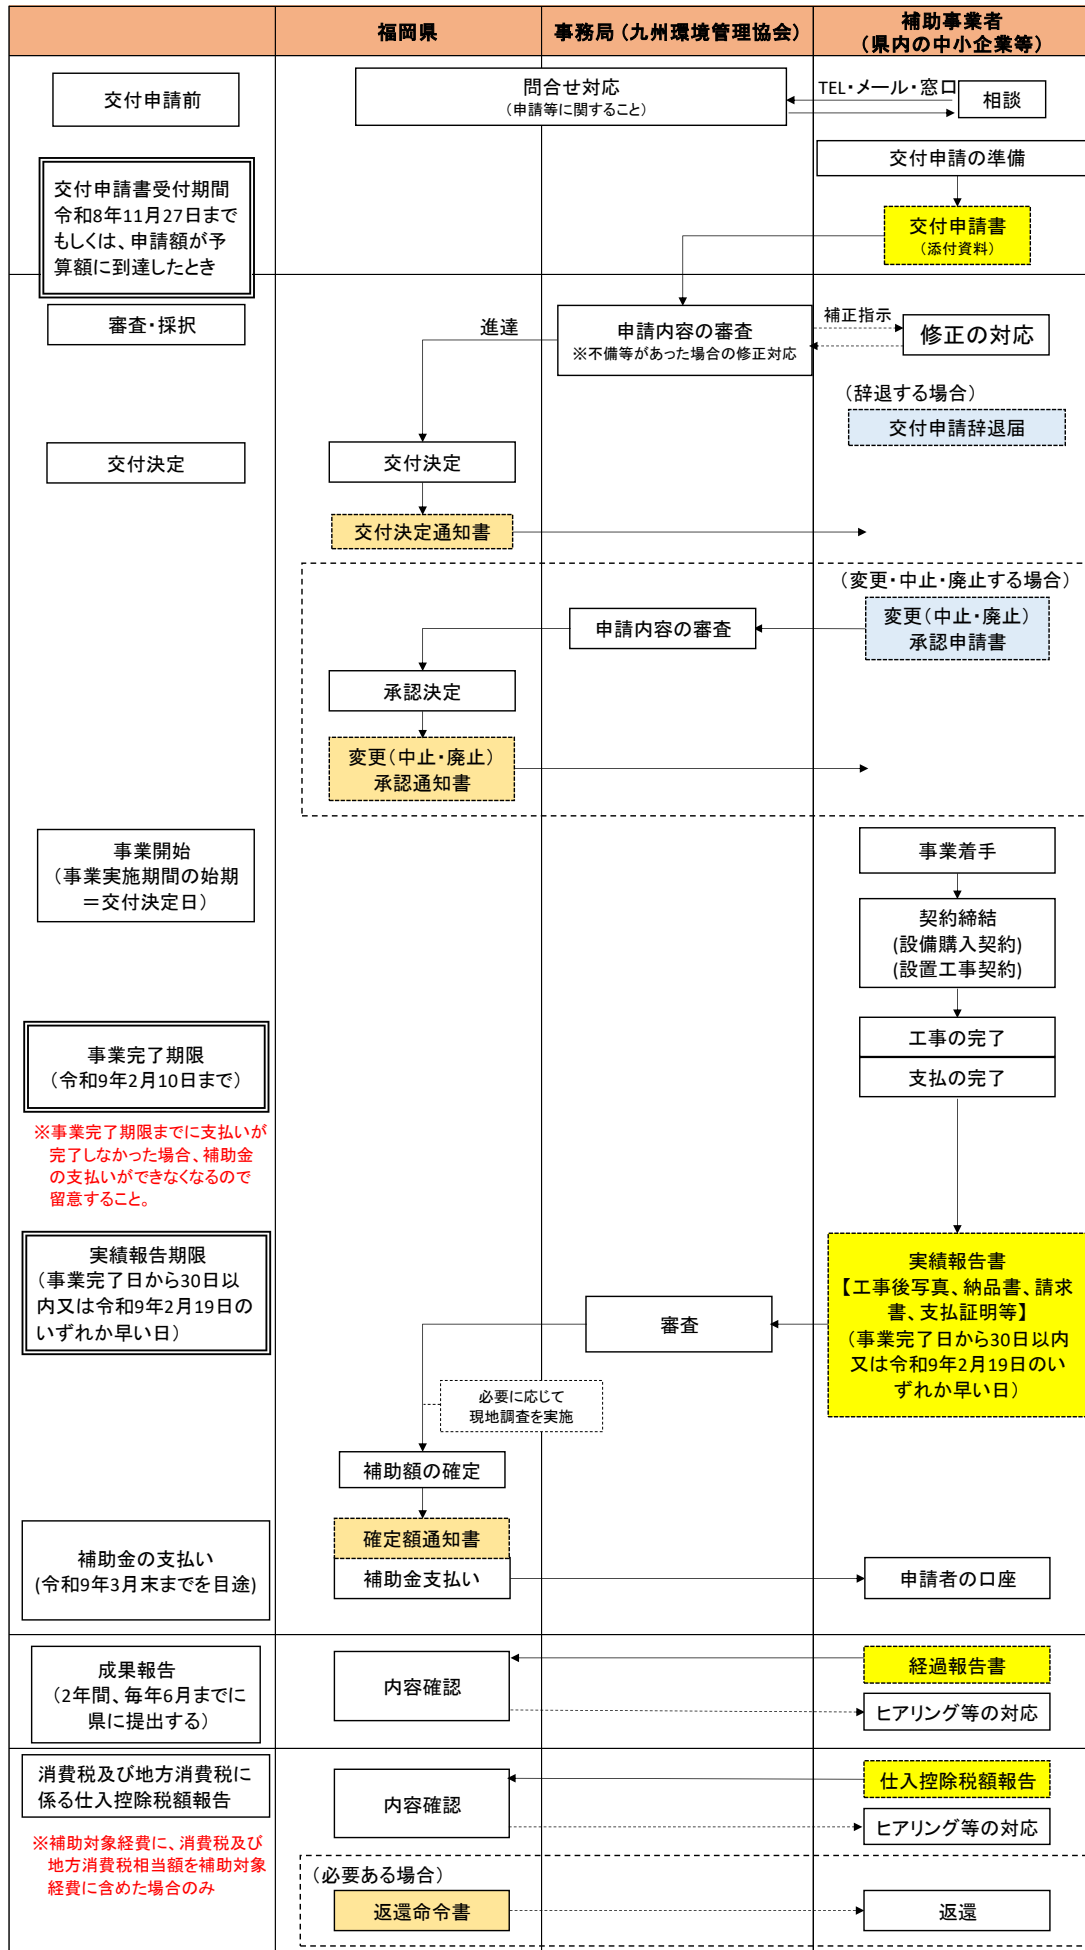 福岡県
事務局(九州環境管理協会)
補助事業者
(県内の中小企業等)
交付申請前
問合せ対応
(申請等に関すること)
TEL・メール・窓口
相談
交付申請の準備
交付申請書受付期間
令和8年11月27日まで
もしくは、申請額が予
算額に到達したとき
交付申請書
(添付資料)
審査・採択
進達
申請内容の審査
※不備等があった場合の修正対応
補正指示
修正の対応
(辞退する場合)
交付申請辞退届
交付決定
交付決定
交付決定通知書
(変更・中止・廃止する場合)
変更(中止・廃止)
承認申請書
申請内容の審査
承認決定
変更(中止・廃止)
承認通知書
事業開始
(事業実施期間の始期
=交付決定日)
事業着手
契約締結
(設備購入契約)
(設置工事契約)
事業完了期限
(令和9年2月10日まで)
工事の完了
支払の完了
※事業完了期限までに支払いが
完了しなかった場合、補助金
の支払いができなくなるので
留意すること。
実績報告期限
(事業完了日から30日以
内又は令和9年2月19日の
いずれか早い日)
審査
実績報告書
【工事後写真、納品書、請求
書、支払証明等】
(事業完了日から30日以内
又は令和9年2月19日のい
ずれか早い日)
必要に応じて
現地調査を実施
補助額の確定
確定額通知書
補助金の支払い
(令和9年3月末までを目途)
補助金支払い
申請者の口座
成果報告
(2年間、毎年6月までに
県に提出する)
内容確認
経過報告書
ヒアリング等の対応
消費税及び地方消費税に
係る仕入控除税額報告
内容確認
仕入控除税額報告
ヒアリング等の対応
※補助対象経費に、消費税及び
地方消費税相当額を補助対象
経費に含めた場合のみ
(必要ある場合)
返還命令書
返還